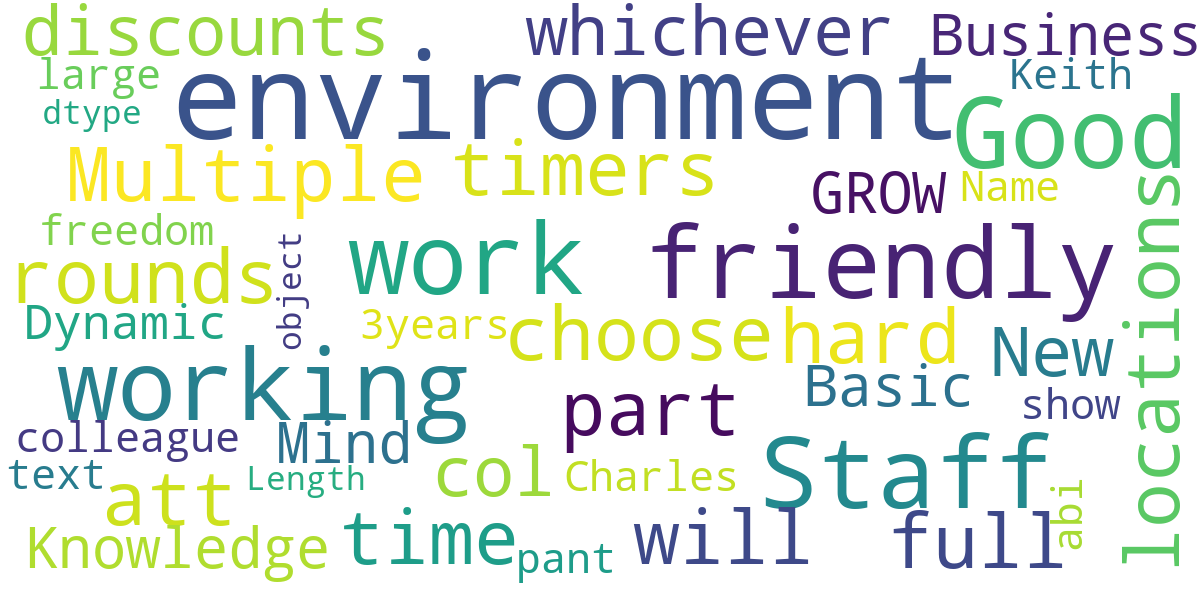 discounts
whichever
Business
large
Keith
dtype
environment
Good
Multiple
timers
GROW
Name
locations
freedom
rounds
object
work
friendly
Dynamic
3years
choose
hard
New
working
Basic
show
colleague
Mind
part
text
Length
att
col
Charles
Staff
abi
Knowledge
time
pant
will
full